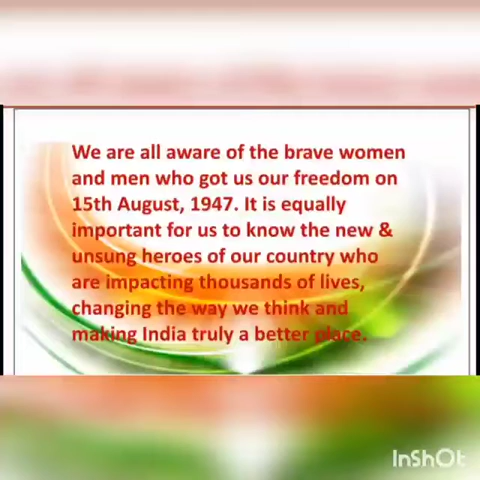 We are all aware of the brave women
and men who got us our freedom on
15th August, 1947. It is equally
important for us to know the new &
unsung heroes of our country who
are impacting thousands of lives,
changing the way we think and
making India truly a better place.
InShOt